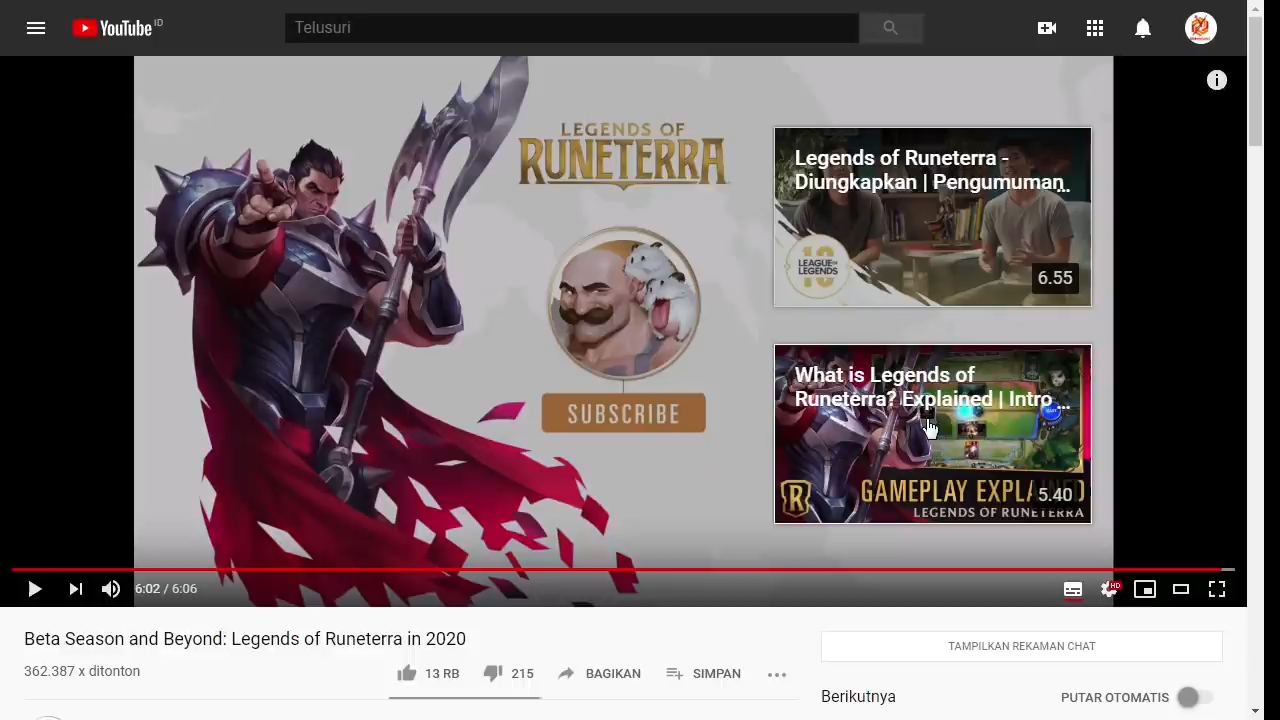 YouTube ID
Telusuri
LEGENDS OF
RUNETERRA
SUBSCRIBE
Legends of Runeterra -
Diungkapkan | Pengumuman...
LEAGUE OF
LEGENDS
10
6.55
What is Legends of
Runeterra? Explained | Intro ...
GAMEPLAY EXPLAINED
5.40
LEGENDS OF RUNETERRA
6:02 / 6:06
HD
Beta Season and Beyond: Legends of Runeterra in 2020
362.387 x ditonton
13 RB
215
BAGIKAN
SIMPAN
TAMPILKAN REKAMAN CHAT
Berikutnya
PUTAR OTOMATIS